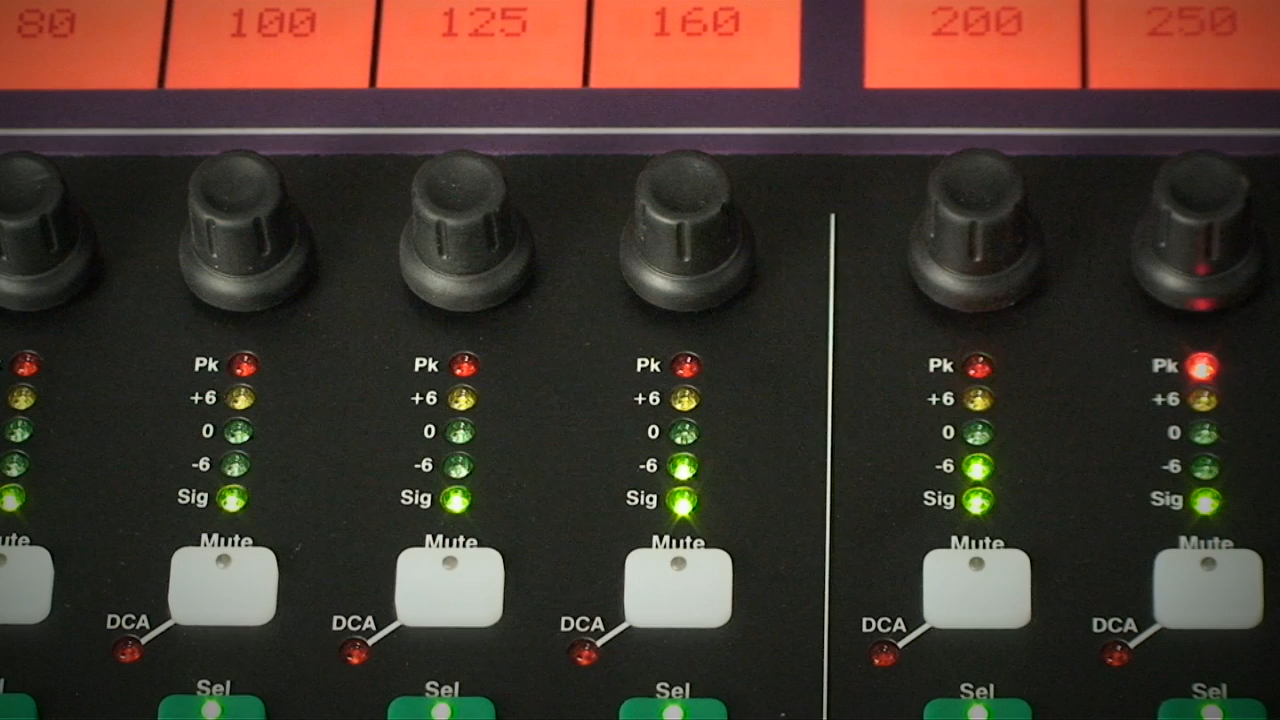 80 100 125 160 200 250
Pk Pk Pk Pk Pk
+6 +6 +6 +6 +6
0 0 0 0 0
-6 -6 -6 -6 -6
Sig Sig Sig Sig Sig
Mute Mute Mute Mute Mute
DCA DCA DCA DCA DCA
Sel Sel Sel Sel Sel